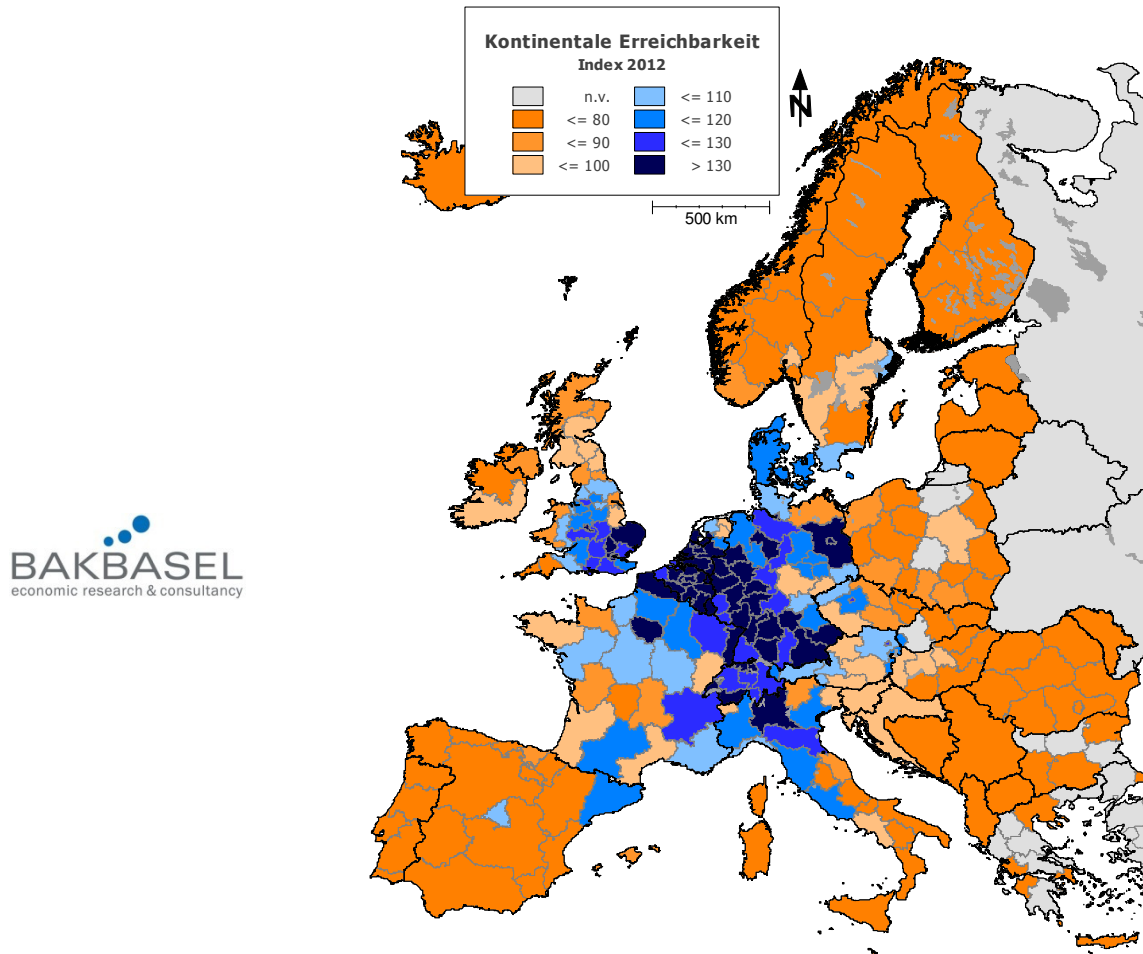 Kontinentale Erreichbarkeit
Index 2012
n.v. <= 110
<= 80 <= 120
<= 90 <= 130
<= 100 > 130
N
500 km
BAKBASEL
economic research & consultancy